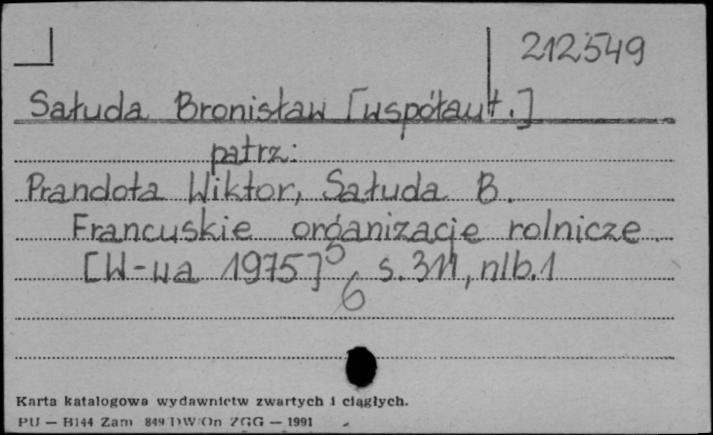 212549
Sałuda Bronisław [współaut.]
patrz:
Prandota Wiktor, Sałuda B.
Francuskie organizacje rolnicze.
[W-wa 1975] s. 311, nlb. 1
6
Karta katalogowa wydawnictw zwartych i ciągłych.
PU — B144 Zam 849 DW/On ZGG — 1991